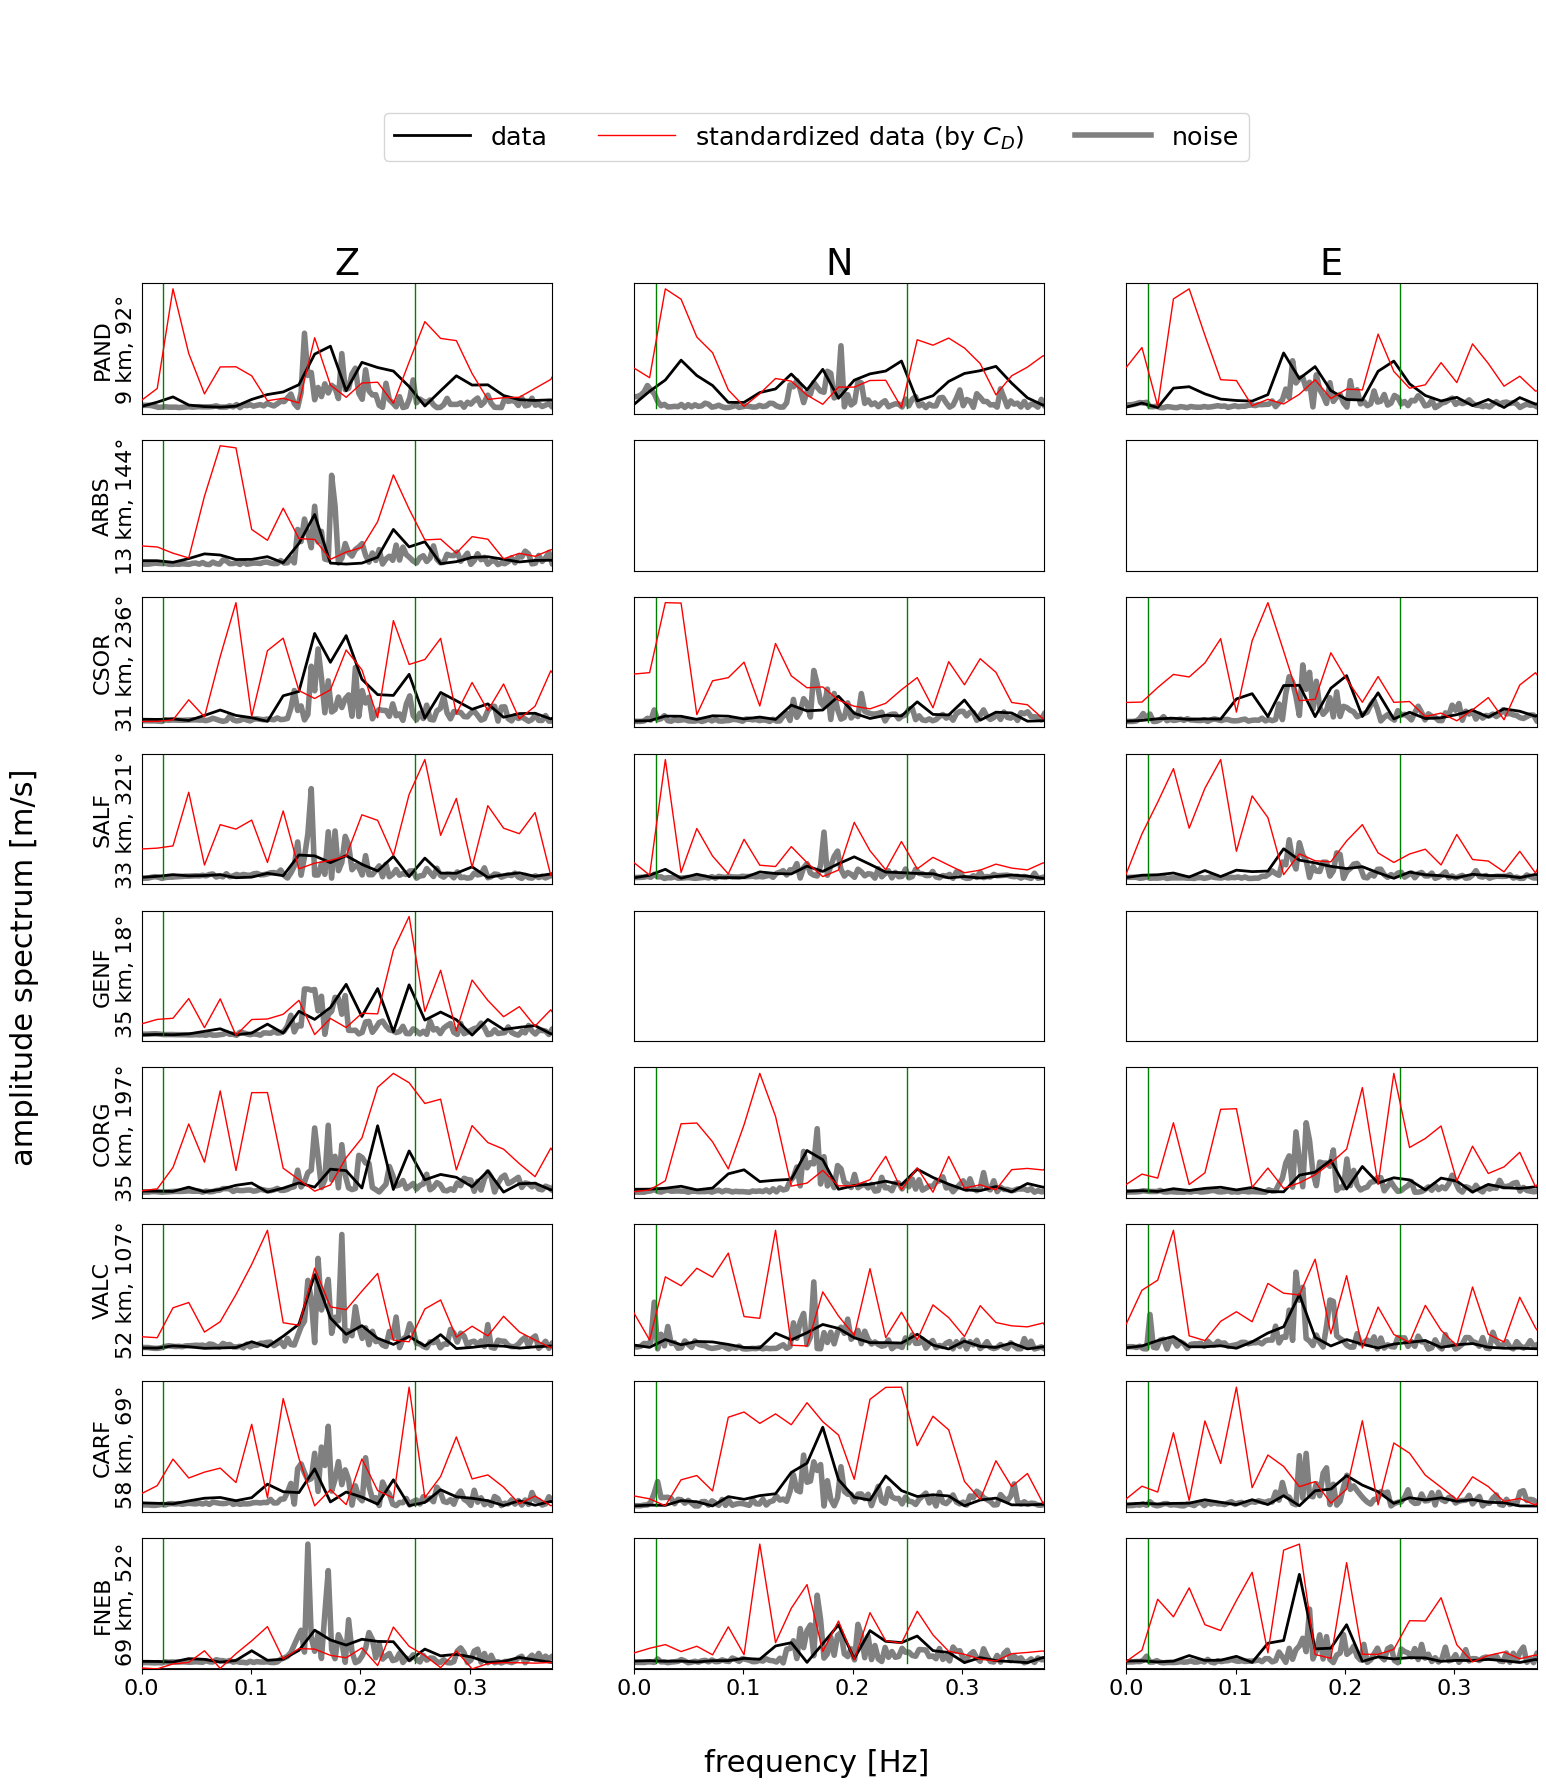 data
standardized data (by C_D)
noise
Z
N
E
amplitude spectrum [m/s]
PAND
9 km, 92°
ARBS
13 km, 144°
CSOR
31 km, 236°
SALF
33 km, 321°
GENF
35 km, 18°
CORG
35 km, 197°
VALC
52 km, 107°
CARF
58 km, 69°
FNEB
69 km, 52°
0.0 0.1 0.2 0.3
0.0 0.1 0.2 0.3
0.0 0.1 0.2 0.3
frequency [Hz]